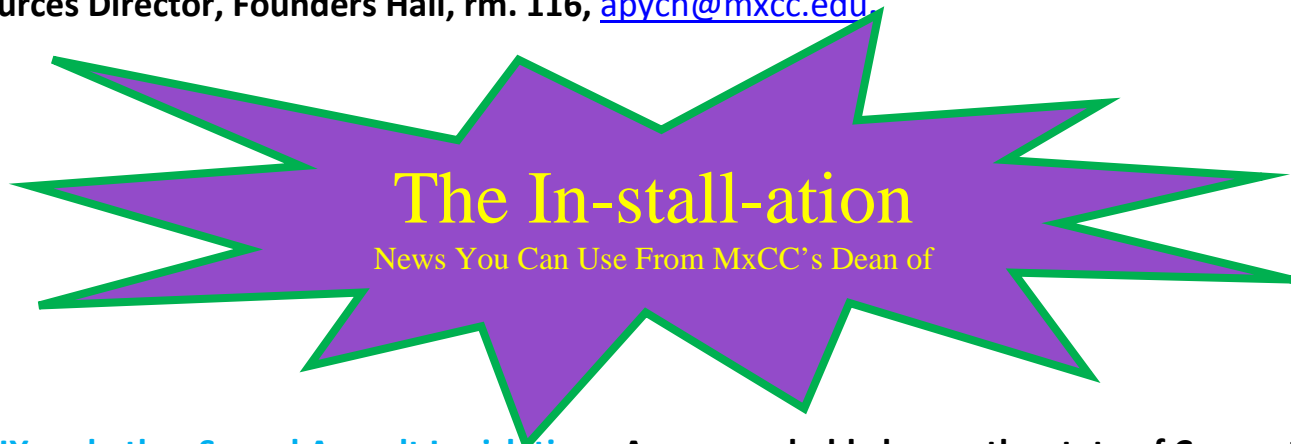 Director, Founders Hall, rm. 116, apych@mxcc.edu.
The In-stall-ation
News You Can Use From MxCC's Dean of